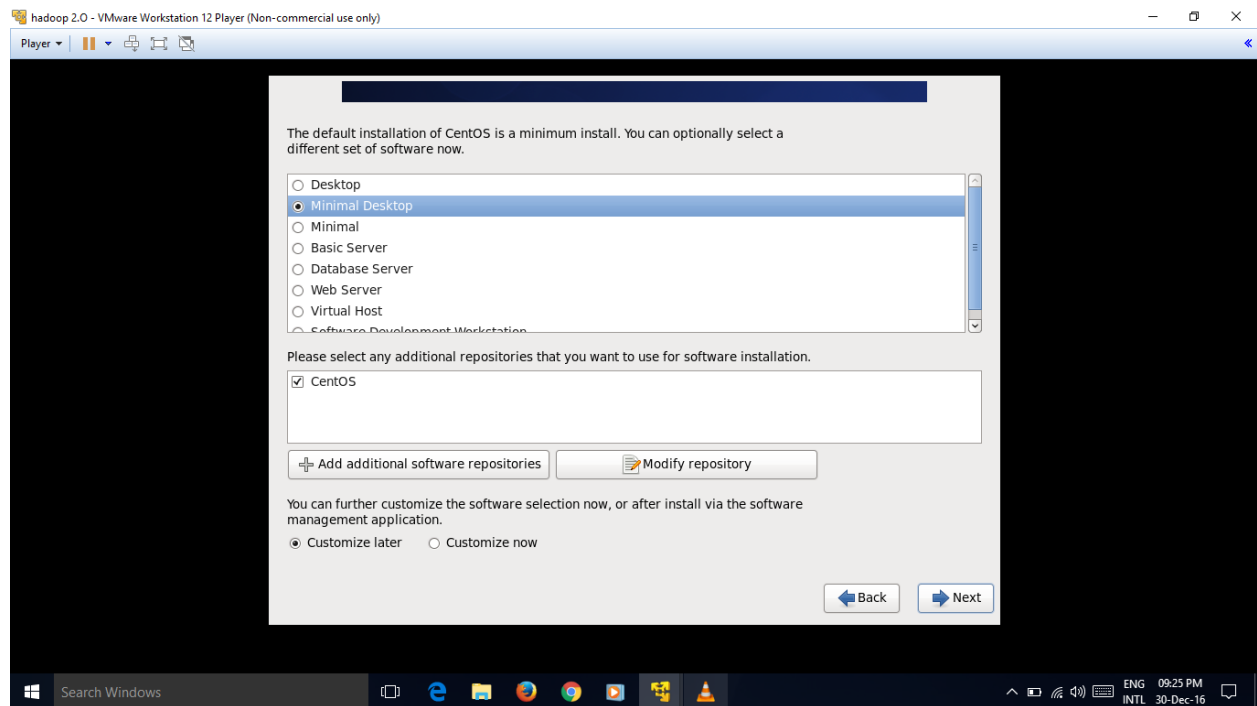 hadoop 2.O - VMware Workstation 12 Player (Non-commercial use only)
Player
The default installation of CentOS is a minimum install. You can optionally select a
different set of software now.
Desktop
Minimal Desktop
Minimal
Basic Server
Database Server
Web Server
Virtual Host
Software Development Workstation
Please select any additional repositories that you want to use for software installation.
CentOS
Add additional software repositories
Modify repository
You can further customize the software selection now, or after install via the software
management application.
Customize later
Customize now
Back
Next
Search Windows
ENG 09:25 PM
INTL 30-Dec-16